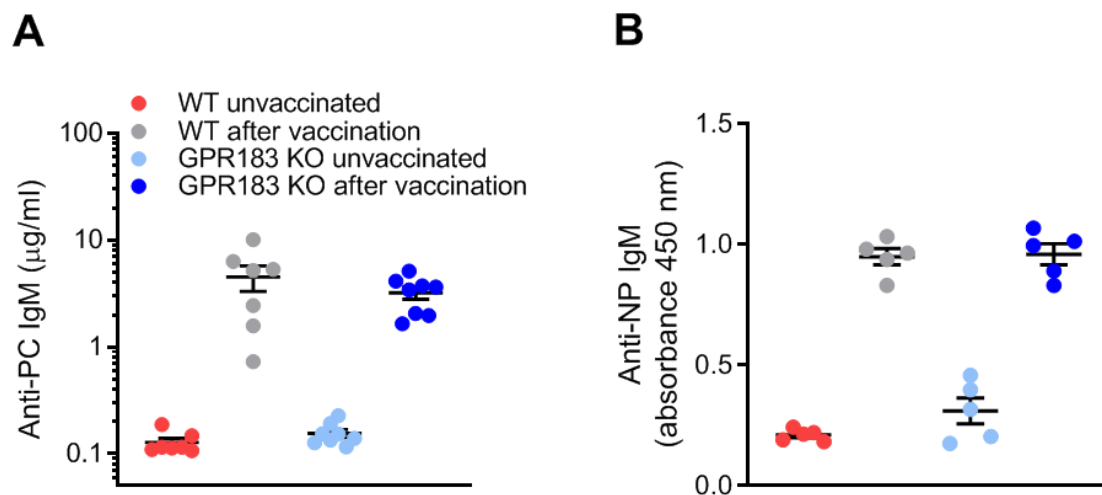 A
WT unvaccinated
WT after vaccination
GPR183 KO unvaccinated
GPR183 KO after vaccination
100
10
1
0.1
Anti-PC IgM (μg/ml)
B
1.5
1.0
0.5
0.0
Anti-NP IgM
(absorbance 450 nm)